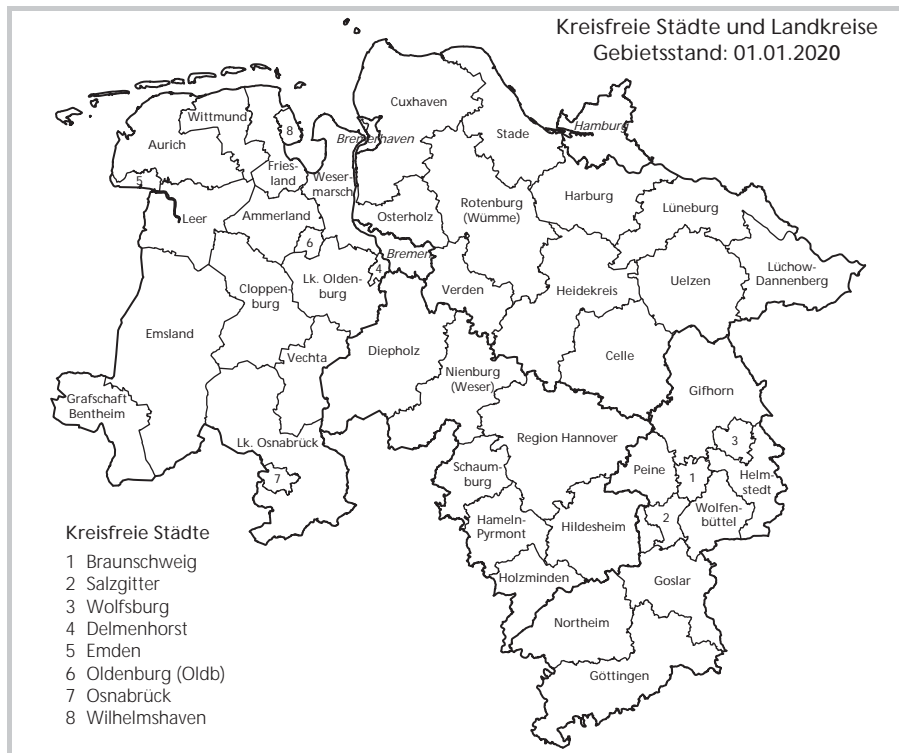 Kreisfreie Städte und Landkreise
Gebietsstand: 01.01.2020
Cuxhaven
Wittmund
8
Bremerhaven
Stade
Hamburg
Aurich
Fries-
land
Weser-
marsch
5
Leer
Ammerland
Osterholz
Rotenburg
(Wümme)
Harburg
Lüneburg
6
Bremen
4
Cloppen-
burg
Lk. Olden-
burg
Verden
Heidekreis
Uelzen
Lüchow-
Dannenberg
Emsland
Vechta
Diepholz
Nienburg
(Weser)
Celle
Gifhorn
Grafschaft
Bentheim
Lk. Osnabrück
Region Hannover
3
7
Schaum-
burg
Peine
1
Helm-
stedt
Hameln-
Pyrmont
Hildesheim
2
Wolfen-
büttel
Holzminden
Goslar
Northeim
Göttingen
Kreisfreie Städte
1 Braunschweig
2 Salzgitter
3 Wolfsburg
4 Delmenhorst
5 Emden
6 Oldenburg (Oldb)
7 Osnabrück
8 Wilhelmshaven